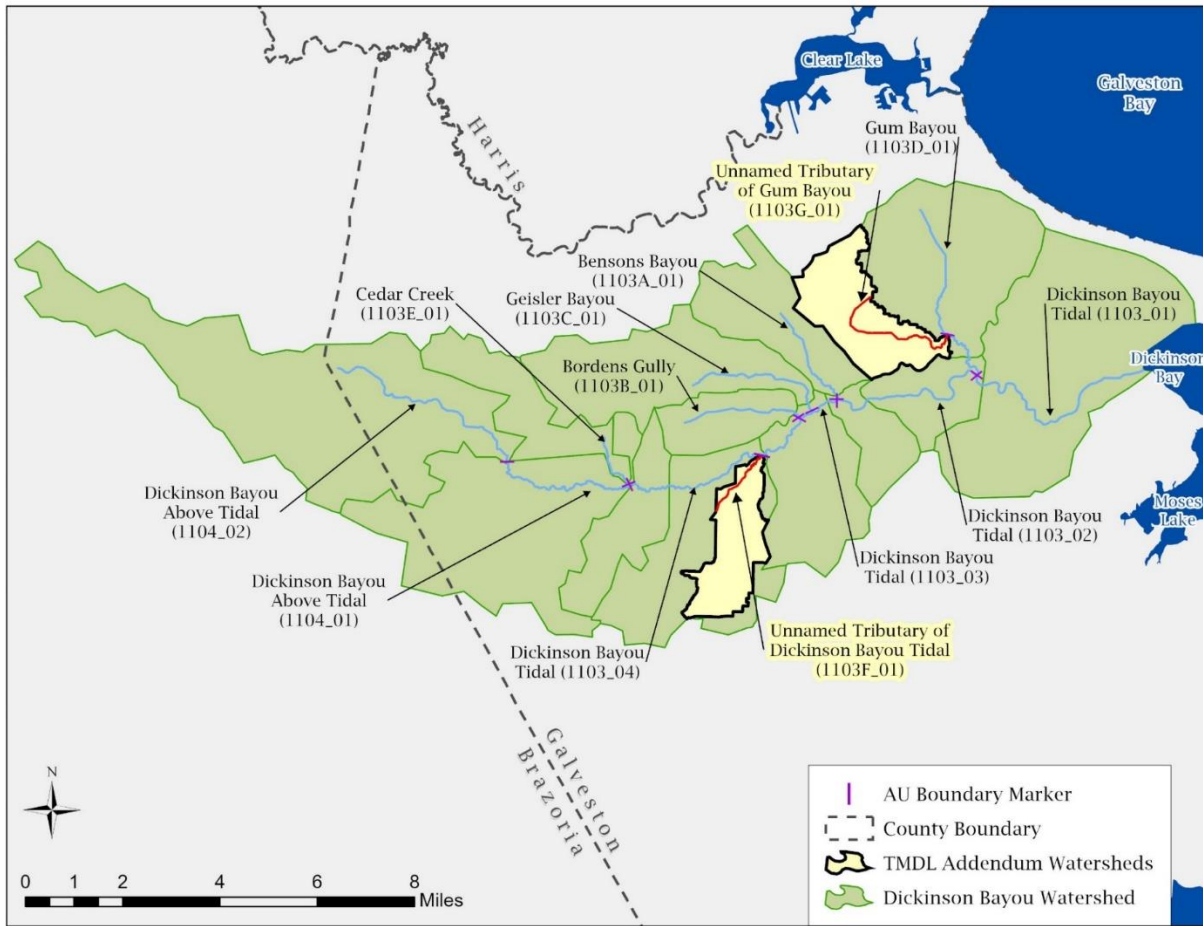 Clear Lake
Galveston
Bay
Harris
Gum Bayou
(1103D_01)
Unnamed Tributary
of Gum Bayou
(1103G_01)
Bensons Bayou
(1103A_01)
Cedar Creek
(1103E_01)
Geisler Bayou
(1103C_01)
Dickinson Bayou
Tidal (1103_01)
Bordens Gully
(1103B_01)
Dickinson
Bay
Dickinson Bayou
Above Tidal
(1104_02)
Moses
Lake
Dickinson Bayou
Tidal (1103_02)
Dickinson Bayou
Tidal (1103_03)
Dickinson Bayou
Above Tidal
(1104_01)
Dickinson Bayou
Tidal (1103_04)
Unnamed Tributary of
Dickinson Bayou Tidal
(1103F_01)
Galveston
Brazoria
N
0 1 2 4 6 8
Miles
AU Boundary Marker
County Boundary
TMDL Addendum Watersheds
Dickinson Bayou Watershed